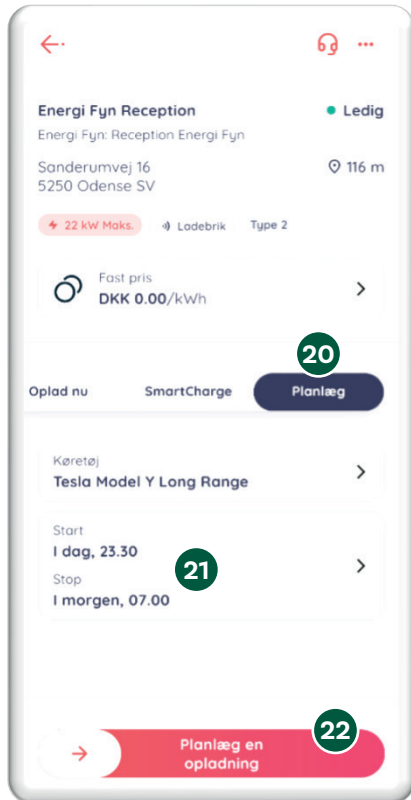 Energi Fyn Reception
Ledig
Energi Fyn: Reception Energi Fyn
Sanderumvej 16
116 m
5250 Odense SV
22 kW Maks.
Ladebrik
Type 2
Fast pris
DKK 0.00/kWh
20
Oplad nu
SmartCharge
Planlæg
Køretøj
Tesla Model Y Long Range
Start
I dag, 23.30
21
Stop
I morgen, 07.00
22
Planlæg en
opladning